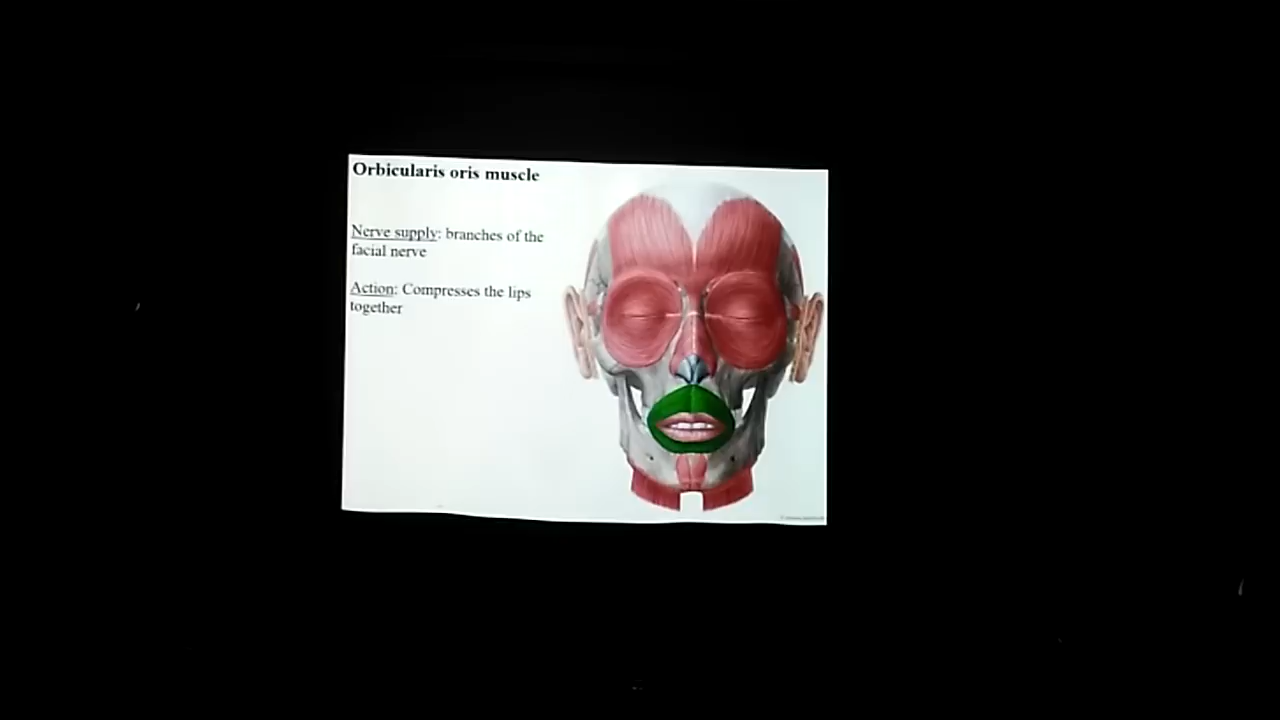 Orbicularis oris muscle
Nerve supply: branches of the
facial nerve
Action: Compresses the lips
together